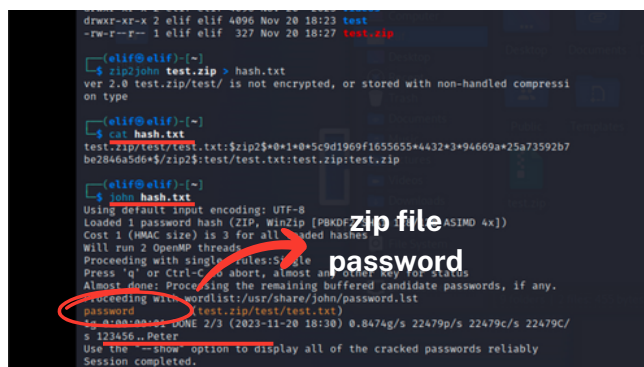 drwxr-xr-x 2 elif elif 4096 Nov 20 18:23 test
-rw-r--r-- 1 elif elif 327 Nov 20 18:27 test.zip
┌──(elif㉿elif)-[~]
└─$ zip2john test.zip > hash.txt
ver 2.0 test.zip/test/ is not encrypted, or stored with non-handled compressi
on type
┌──(elif㉿elif)-[~]
└─$ cat hash.txt
test.zip/test/test.txt:$zip2$*0*1*0*5c9d1969f1655655*4432*3*94669a*25a73592b7
be2846a5d6*$/zip2$:test/test.txt:test.zip:test.zip
┌──(elif㉿elif)-[~]
└─$ john hash.txt
Using default input encoding: UTF-8
Loaded 1 password hash (ZIP, WinZip ASIMD 4x])
Cost 1 (HMAC size) is 3 for all loaded hashes
Will run 2 OpenMP threads
Proceeding with single, rules:Single
Press 'q' or Ctrl-C to abort, almost any other key for status
Almost done: Processing the remaining buffered candidate passwords, if any.
Proceeding with wordlist:/usr/share/john/password.lst
password (test.zip/test/test.txt)
1g 0:00:00:01 DONE 2/3 (2023-11-20 18:30) 0.8474g/s 22479p/s 22479c/s 22479C/
s 123456..Peter
Use the "--show" option to display all of the cracked passwords reliably
Session completed.
zip file
password